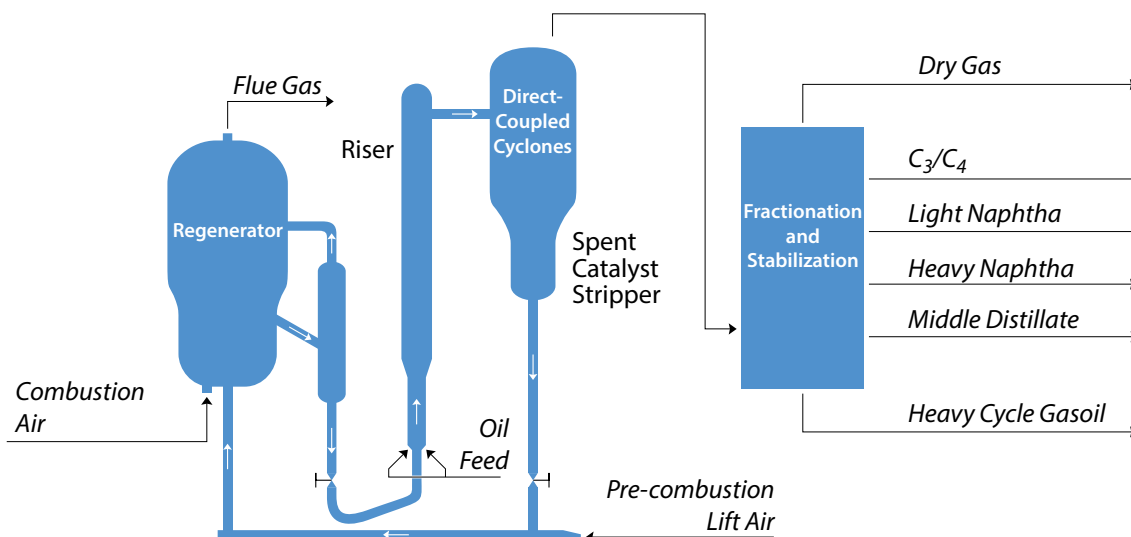 Flue Gas
Riser
Regenerator
Direct-
Coupled
Cyclones
Spent
Catalyst
Stripper
Combustion
Air
Oil
Feed
Pre-combustion
Lift Air
Fractionation
and
Stabilization
Dry Gas
C₃/C₄
Light Naphtha
Heavy Naphtha
Middle Distillate
Heavy Cycle Gasoil